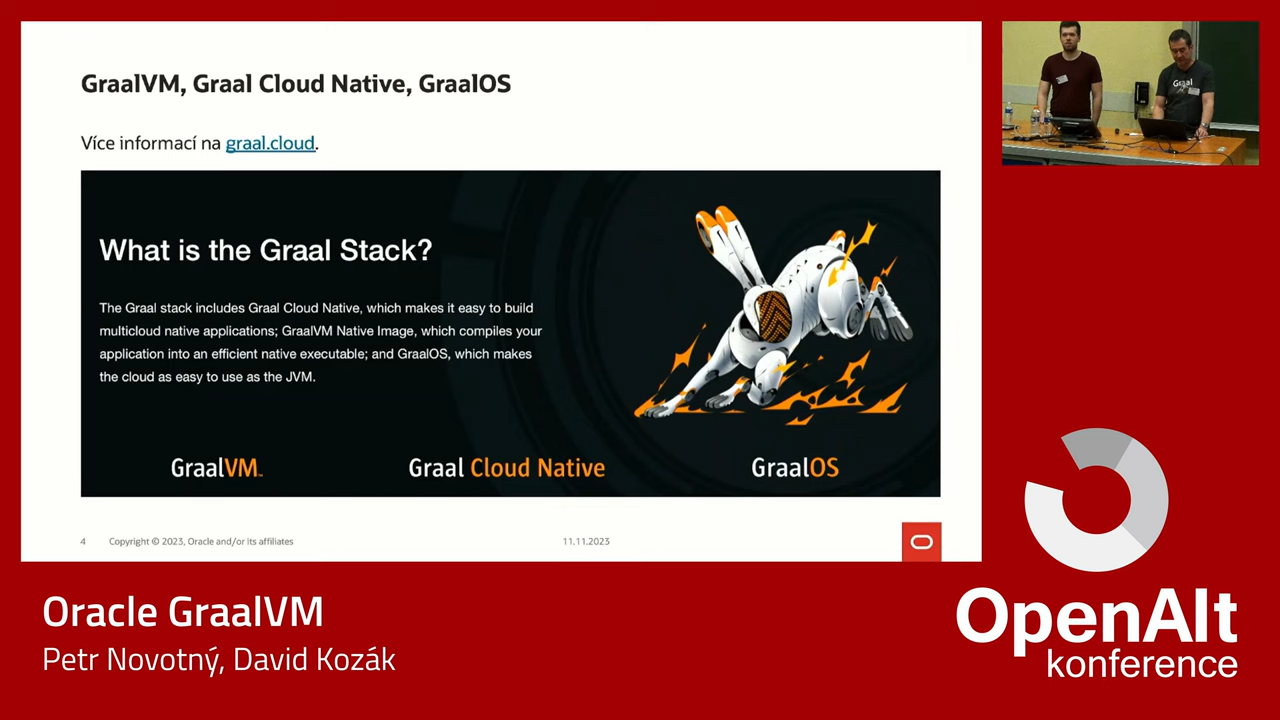 GraalVM, Graal Cloud Native, GraalOS
Více informací na graal.cloud.
What is the Graal Stack?
The Graal stack includes Graal Cloud Native, which makes it easy to build
multicloud native applications; GraalVM Native Image, which compiles your
application into an efficient native executable; and GraalOS, which makes
the cloud as easy to use as the JVM.
GraalVM
Graal Cloud Native
GraalOS
4 Copyright © 2023, Oracle and/or its affiliates 11.11.2023
Graal
Oracle GraalVM
Petr Novotný, David Kozák
OpenAlt
konference